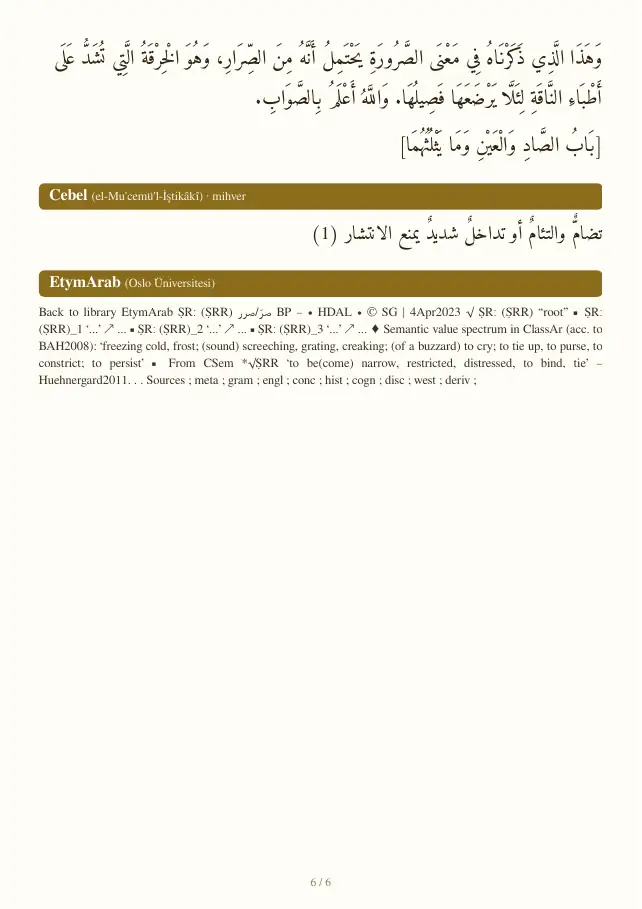 وَهَذَا الَّذِي ذَكَرْنَاهُ فِي مَعْنَى الصَّرُورَةِ يَحْتَمِلُ أَنَّهُ مِنَ الصِّرَارِ، وَهُوَ الْخِرْقَةُ الَّتِي تُشَدُّ عَلَى
أَطْبَاءِ النَّاقَةِ لِئَلَّا يَرْضَعَهَا فَصِيلُهَا. وَاللَّهُ أَعْلَمُ بِالصَّوَابِ.
[بَابُ الصَّادِ وَالْعَيْنِ وَمَا يَثْلُثُهُمَا]
Cebel (el-Mu'cemü'l-İştikâkî) · mihver
تضامٌّ والتئامٌ أو تداخلٌ شديدٌ يمنع الانتشار (1)
EtymArab (Oslo Üniversitesi)
Back to library EtymArab ṢR: (ṢRR) صرّ/صرر BP – • HDAL • © SG | 4Apr2023 √ ṢR: (ṢRR) “root” ▪ ṢR:
(ṢRR)_1 ‘...’ ↗ ... ▪ ṢR: (ṢRR)_2 ‘...’ ↗ ... ▪ ṢR: (ṢRR)_3 ‘...’ ↗ ... ♦ Semantic value spectrum in ClassAr (acc. to
BAH2008): ‘freezing cold, frost; (sound) screeching, grating, creaking; (of a buzzard) to cry; to tie up, to purse, to
constrict; to persist’ ▪ From CSem *√ṢRR ‘to be(come) narrow, restricted, distressed, to bind, tie’ –
Huehnergard2011. . . Sources ; meta ; gram ; engl ; conc ; hist ; cogn ; disc ; west ; deriv ;
6 / 6